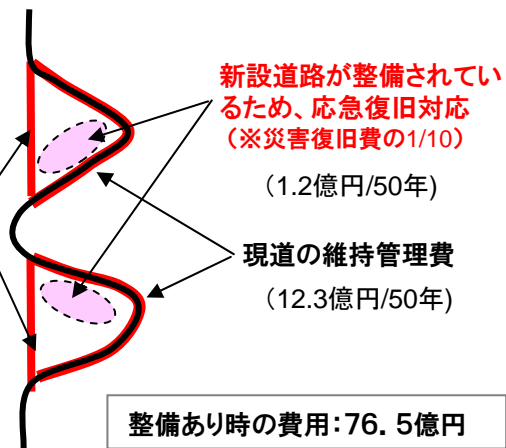 新設道路が整備されてい
るため、応急復旧対応
（※災害復旧費の1/10）
（1.2億円/50年）
現道の維持管理費
（12.3億円/50年）
整備あり時の費用：76．5億円